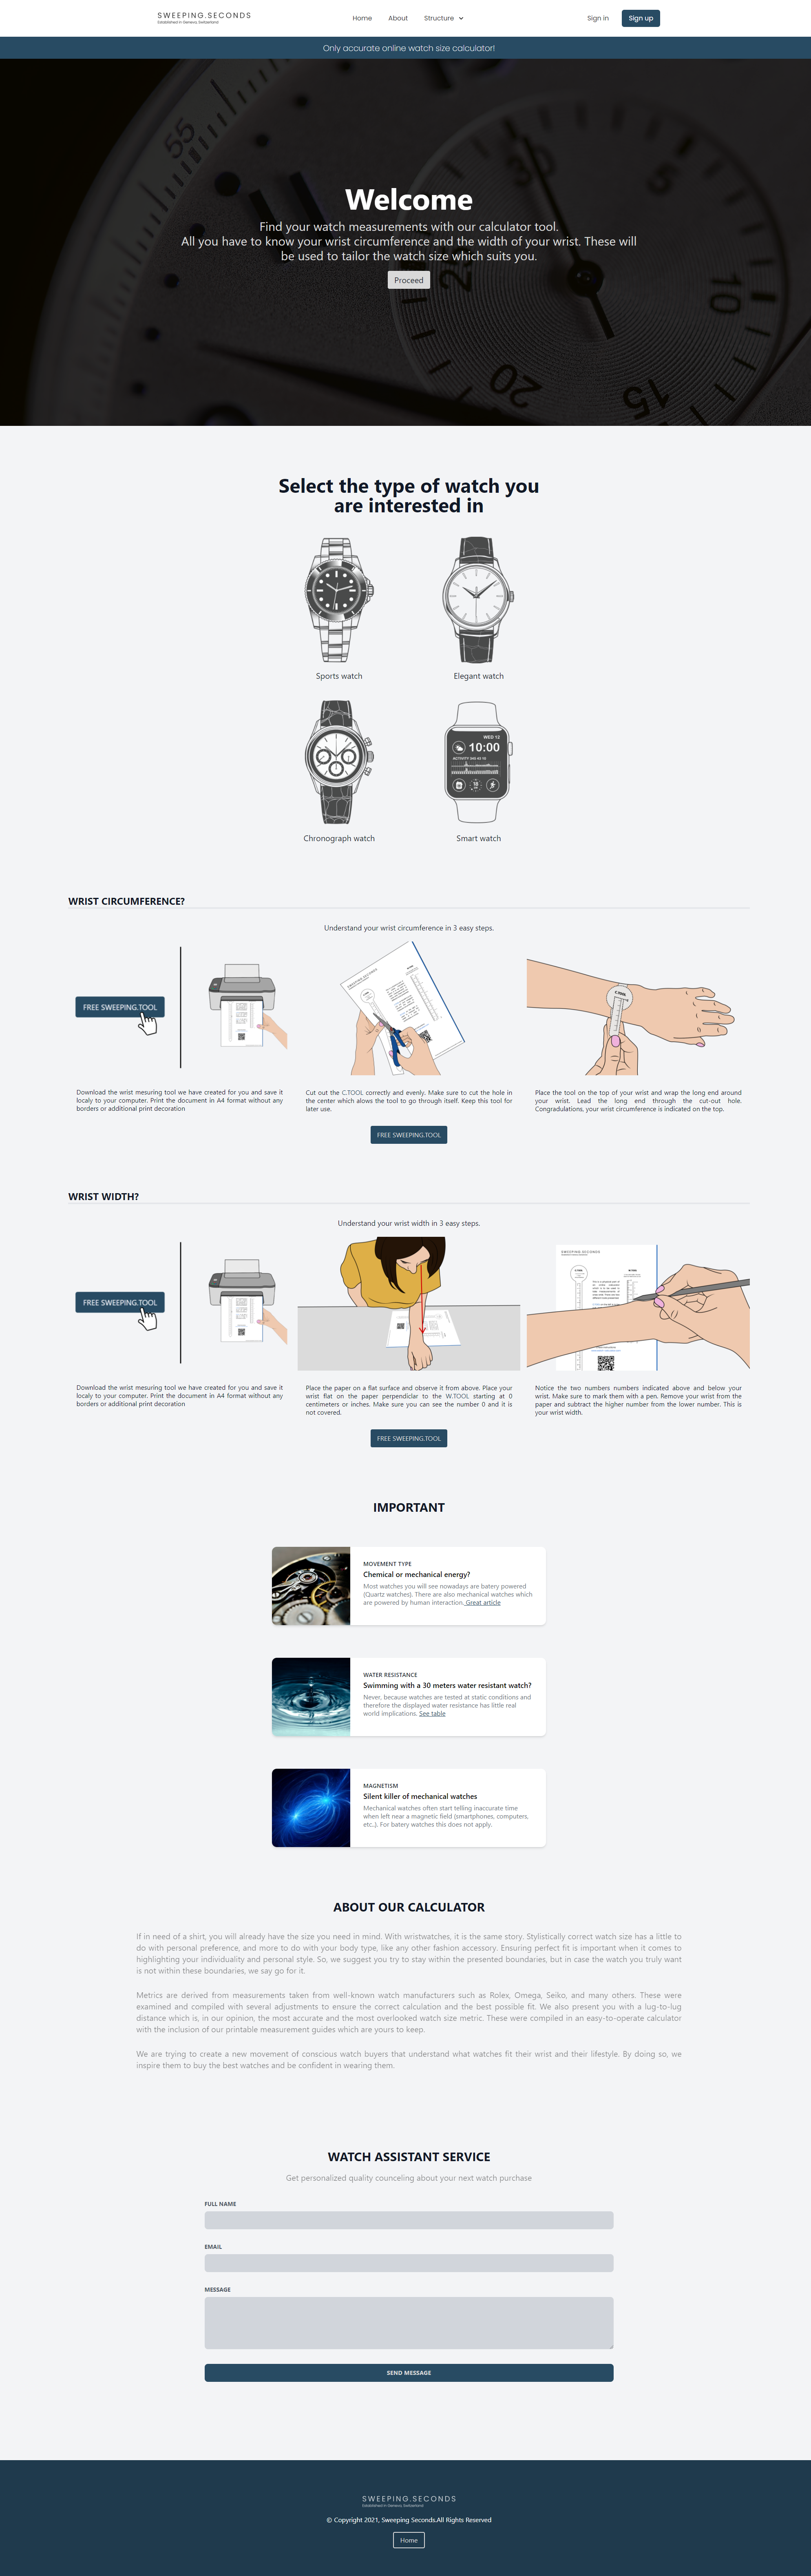 SWEEPING.SECONDS
Established in Geneva, Switzerland
Home
About
Structure
Sign in
Sign up
Only accurate online watch size calculator!
Welcome
Find your watch measurements with our calculator tool.
All you have to know your wrist circumference and the width of your wrist. These will
be used to tailor the watch size which suits you.
Proceed
55
25
20
15
10
Select the type of watch you
are interested in
Sports watch
Elegant watch
WED 13
10:00
Chronograph watch
Smart watch
WRIST CIRCUMFERENCE?
Understand your wrist circumference in 3 easy steps.
FREE SWEEPING.TOOL
C.TOOL
Download the wrist mesuring tool we have created for you and save it
localy to your computer. Print the document in A4 format without any
borders or additional print decoration
Cut out the C.TOOL correctly and evenly. Make sure to cut the hole in
the center which alows the tool to go through itself. Keep this tool for
later use.
Place the tool on the top of your wrist and wrap the long end around
your wrist. Lead the long end through the cut-out hole.
Congradulations, your wrist circumference is indicated on the top.
FREE SWEEPING.TOOL
WRIST WIDTH?
Understand your wrist width in 3 easy steps.
FREE SWEEPING.TOOL
SWEEPING.SECONDS
Download the wrist mesuring tool we have created for you and save it
localy to your computer. Print the document in A4 format without any
borders or additional print decoration
Place the paper on a flat surface and observe it from above. Place your
wrist flat on the paper perpendiclar to the W.TOOL starting at 0
centimeters or inches. Make sure you can see the number 0 and it is
not covered.
Notice the two numbers numbers indicated above and below your
wrist. Make sure to mark them with a pen. Remove your wrist from the
paper and subtract the higher number from the lower number. This is
your wrist width.
FREE SWEEPING.TOOL
IMPORTANT
MOVEMENT TYPE
Chemical or mechanical energy?
Most watches you will see nowadays are batery powered
(Quartz watches). There are also mechanical watches which
are powered by human interaction. Great article
WATER RESISTANCE
Swimming with a 30 meters water resistant watch?
Never, because watches are tested at static conditions and
therefore the displayed water resistance has little real
world implications. See table
MAGNETISM
Silent killer of mechanical watches
Mechanical watches often start telling inaccurate time
when left near a magnetic field (smartphones, computers,
etc..). For batery watches this does not apply.
ABOUT OUR CALCULATOR
If in need of a shirt, you will already have the size you need in mind. With wristwatches, it is the same story. Stylistically correct watch size has a little to
do with personal preference, and more to do with your body type, like any other fashion accessory. Ensuring perfect fit is important when it comes to
highlighting your individuality and personal style. So, we suggest you try to stay within the presented boundaries, but in case the watch you truly want
is not within these boundaries, we say go for it.
Metrics are derived from measurements taken from well-known watch manufacturers such as Rolex, Omega, Seiko, and many others. These were
examined and compiled with several adjustments to ensure the correct calculation and the best possible fit. We also present you with a lug-to-lug
distance which is, in our opinion, the most accurate and the most overlooked watch size metric. These were compiled in an easy-to-operate calculator
with the inclusion of our printable measurement guides which are yours to keep.
We are trying to create a new movement of conscious watch buyers that understand what watches fit their wrist and their lifestyle. By doing so, we
inspire them to buy the best watches and be confident in wearing them.
WATCH ASSISTANT SERVICE
Get personalized quality counceling about your next watch purchase
FULL NAME
EMAIL
MESSAGE
SEND MESSAGE
SWEEPING.SECONDS
Established in Geneva, Switzerland
© Copyright 2021, Sweeping Seconds.All Rights Reserved
Home